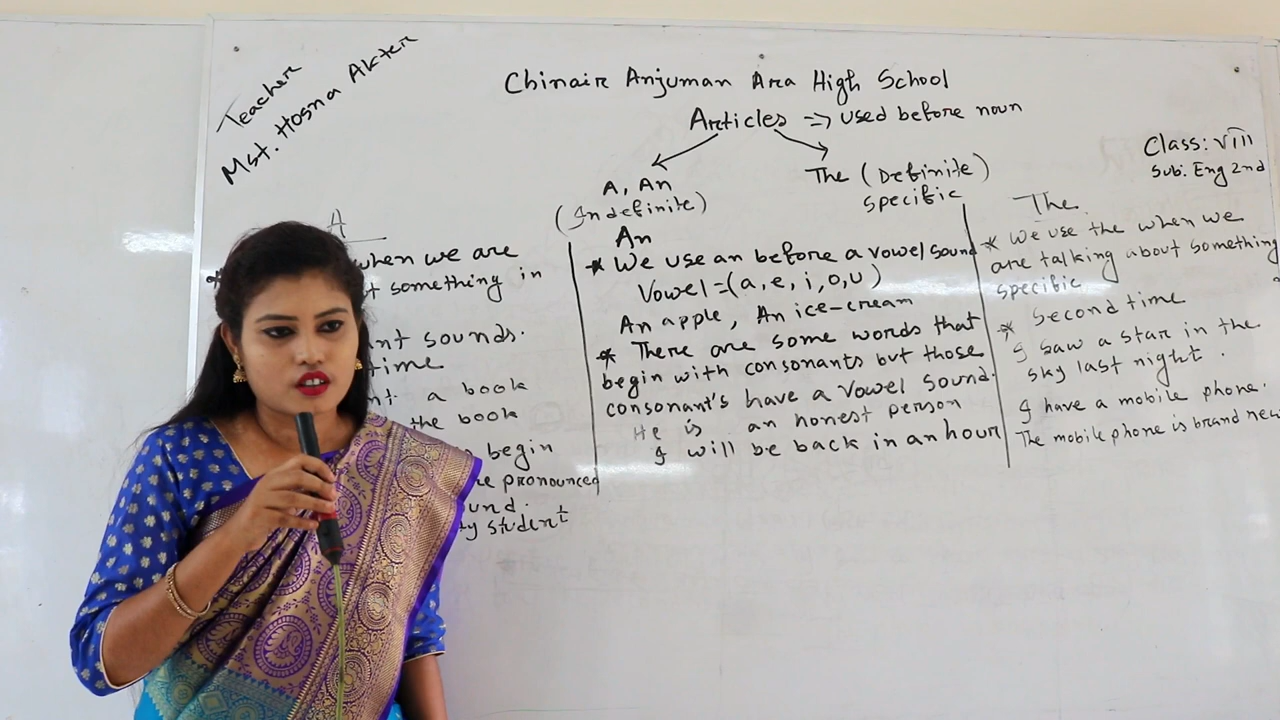 Teacher
Mst. Hosna Akter
Chinair Anjuman Ara High School
Articles => used before noun
Class: VIII
Sub: Eng 2nd
A, An
(Indefinite)
The (Definite)
specific
A
when we are
something in
sounds.
a book
the book
begin
pronounced
student
An
* We use an before a vowel sound
Vowel=(a, e, i, o, u)
An apple, An ice-cream
* There are some words that
begin with consonants but those
consonant's have a vowel sound.
He is an honest person
I will be back in an hour
The
* We use the when we
are talking about something
specific
* Second time
I saw a star in the
sky last night.
I have a mobile phone.
The mobile phone is brand new